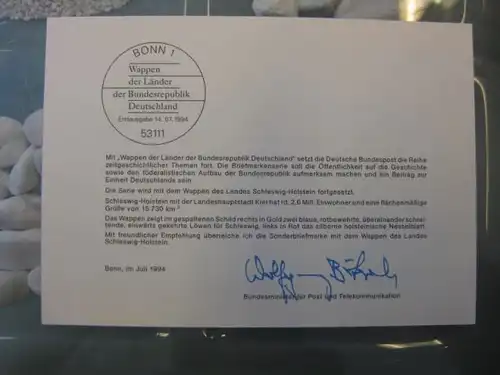 BONN 1
Wappen
der Länder
der Bundesrepublik
Deutschland
Erstausgabe 14. 07. 1994
53111
Mit „Wappen der Länder der Bundesrepublik Deutschland" setzt die Deutsche Bundespost die Reihe
zeitgeschichtlicher Themen fort. Die Briefmarkenserie soll die Öffentlichkeit auf die Geschichte
sowie den föderalistischen Aufbau der Bundesrepublik aufmerksam machen und ein Beitrag zur
Einheit Deutschlands sein.
Die Serie wird mit dem Wappen des Landes Schleswig-Holstein fortgesetzt.
Schleswig-Holstein mit der Landeshauptstadt Kiel hat rd. 2,6 Mill. Einwohner und eine flächenmäßige
Größe von 15 730 km².
Das Wappen zeigt im gespaltenen Schild rechts in Gold zwei blaue, rotbewehrte, übereinander schrei-
tende, einwärts gekehrte Löwen für Schleswig, links in Rot das silberne holsteinische Nesselblatt.
Mit freundlicher Empfehlung überreiche ich die Sonderbriefmarke mit dem Wappen des Landes
Schleswig-Holstein.
Bonn, im Juli 1994
Wolfgang Bötsch
Bundesminister für Post und Telekommunikation